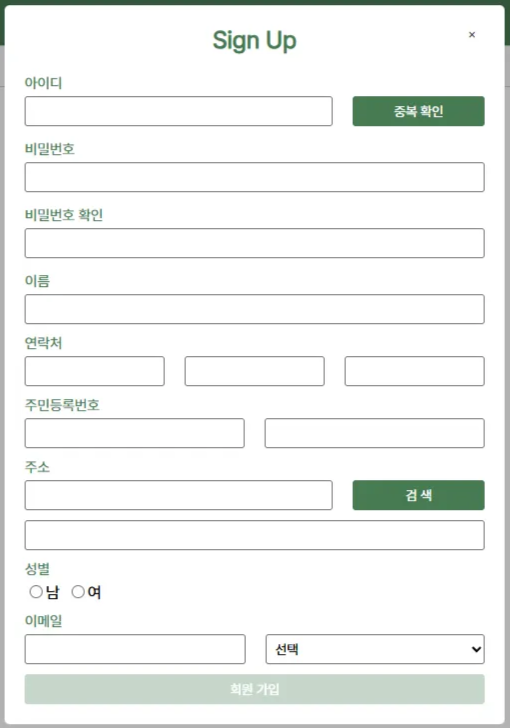 Sign Up ×
아이디
중복 확인
비밀번호
비밀번호 확인
이름
연락처
주민등록번호
주소
검 색
성별
남 여
이메일
선택
회원 가입